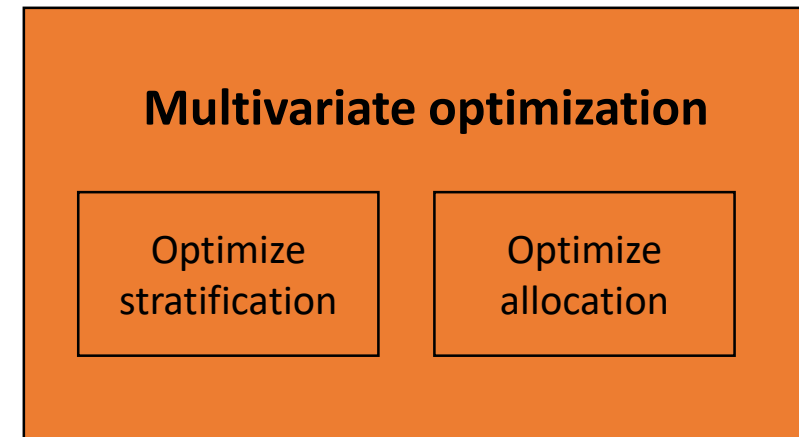 Multivariate optimization
Optimize
stratification
Optimize
allocation